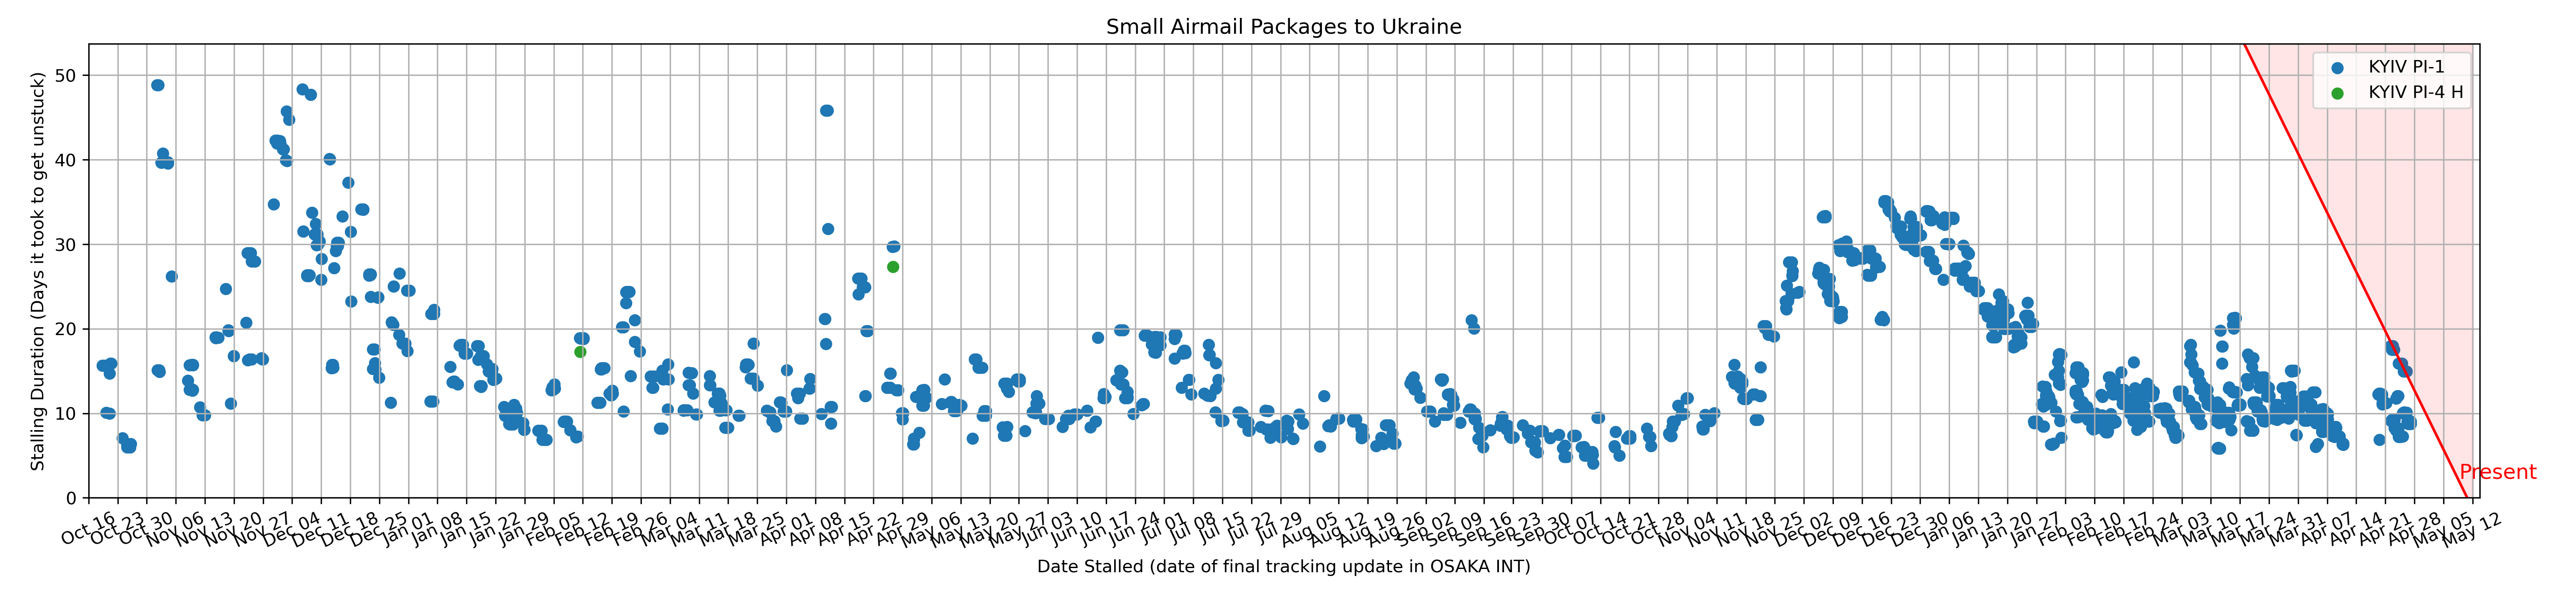 Small Airmail Packages to Ukraine
Stalling Duration (Days it took to get unstuck)
50
40
30
20
10
0
KYIV PI-1
KYIV PI-4 H
Present
Oct 16 Oct 23 Oct 30 Nov 06 Nov 13 Nov 20 Nov 27 Dec 04 Dec 11 Dec 18 Dec 25 Jan 01 Jan 08 Jan 15 Jan 22 Jan 29 Feb 05 Feb 12 Feb 19 Feb 26 Mar 04 Mar 11 Mar 18 Mar 25 Apr 01 Apr 08 Apr 15 Apr 22 Apr 29 May 06 May 13 May 20 May 27 Jun 03 Jun 10 Jun 17 Jun 24 Jul 01 Jul 08 Jul 15 Jul 22 Jul 29 Aug 05 Aug 12 Aug 19 Aug 26 Sep 02 Sep 09 Sep 16 Sep 23 Sep 30 Oct 07 Oct 14 Oct 21 Oct 28 Nov 04 Nov 11 Nov 18 Nov 25 Dec 02 Dec 09 Dec 16 Dec 23 Dec 30 Jan 06 Jan 13 Jan 20 Jan 27 Feb 03 Feb 10 Feb 17 Feb 24 Mar 03 Mar 10 Mar 17 Mar 24 Mar 31 Apr 07 Apr 14 Apr 21 Apr 28 May 05 May 12
Date Stalled (date of final tracking update in OSAKA INT)